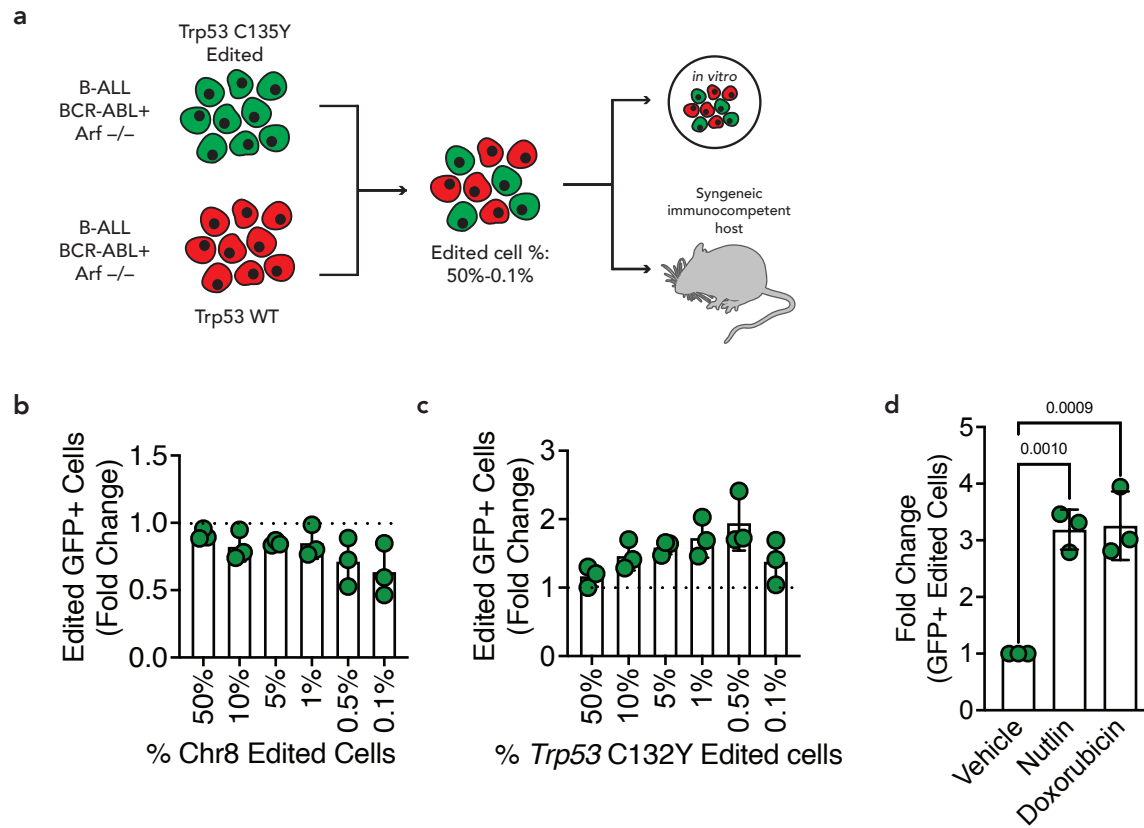 a
Trp53 C135Y
Edited
B-ALL
BCR-ABL+
Arf –/–
B-ALL
BCR-ABL+
Arf –/–
Trp53 WT
Edited cell %:
50%-0.1%
in vitro
Syngeneic
immunocompetent
host
b
Edited GFP+ Cells
(Fold Change)
1.5
1.0
0.5
0.0
50%
10%
5%
1%
0.5%
0.1%
% Chr8 Edited Cells
c
Edited GFP+ Cells
(Fold Change)
3
2
1
0
50%
10%
5%
1%
0.5%
0.1%
% Trp53 C132Y Edited cells
d
0.0009
0.0010
Fold Change
(GFP+ Edited Cells)
5
4
3
2
1
0
Vehicle
Nutlin
Doxorubicin